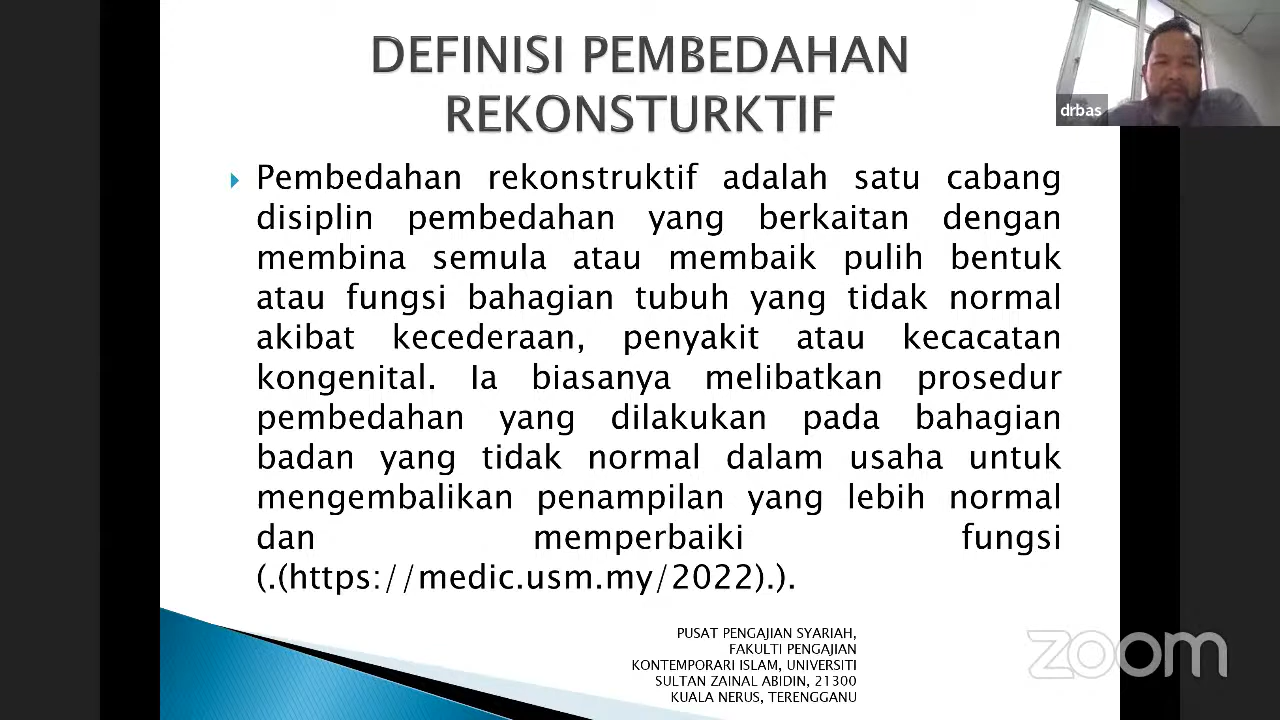 DEFINISI PEMBEDAHAN
REKONSTURKTIF
drbas
Pembedahan rekonstruktif adalah satu cabang
disiplin pembedahan yang berkaitan dengan
membina semula atau membaik pulih bentuk
atau fungsi bahagian tubuh yang tidak normal
akibat kecederaan, penyakit atau kecacatan
kongenital. Ia biasanya melibatkan prosedur
pembedahan yang dilakukan pada bahagian
badan yang tidak normal dalam usaha untuk
mengembalikan penampilan yang lebih normal
dan memperbaiki fungsi
(.(https://medic.usm.my/2022).).
PUSAT PENGAJIAN SYARIAH,
FAKULTI PENGAJIAN
KONTEMPORARI ISLAM, UNIVERSITI
SULTAN ZAINAL ABIDIN, 21300
KUALA NERUS, TERENGGANU
zoom